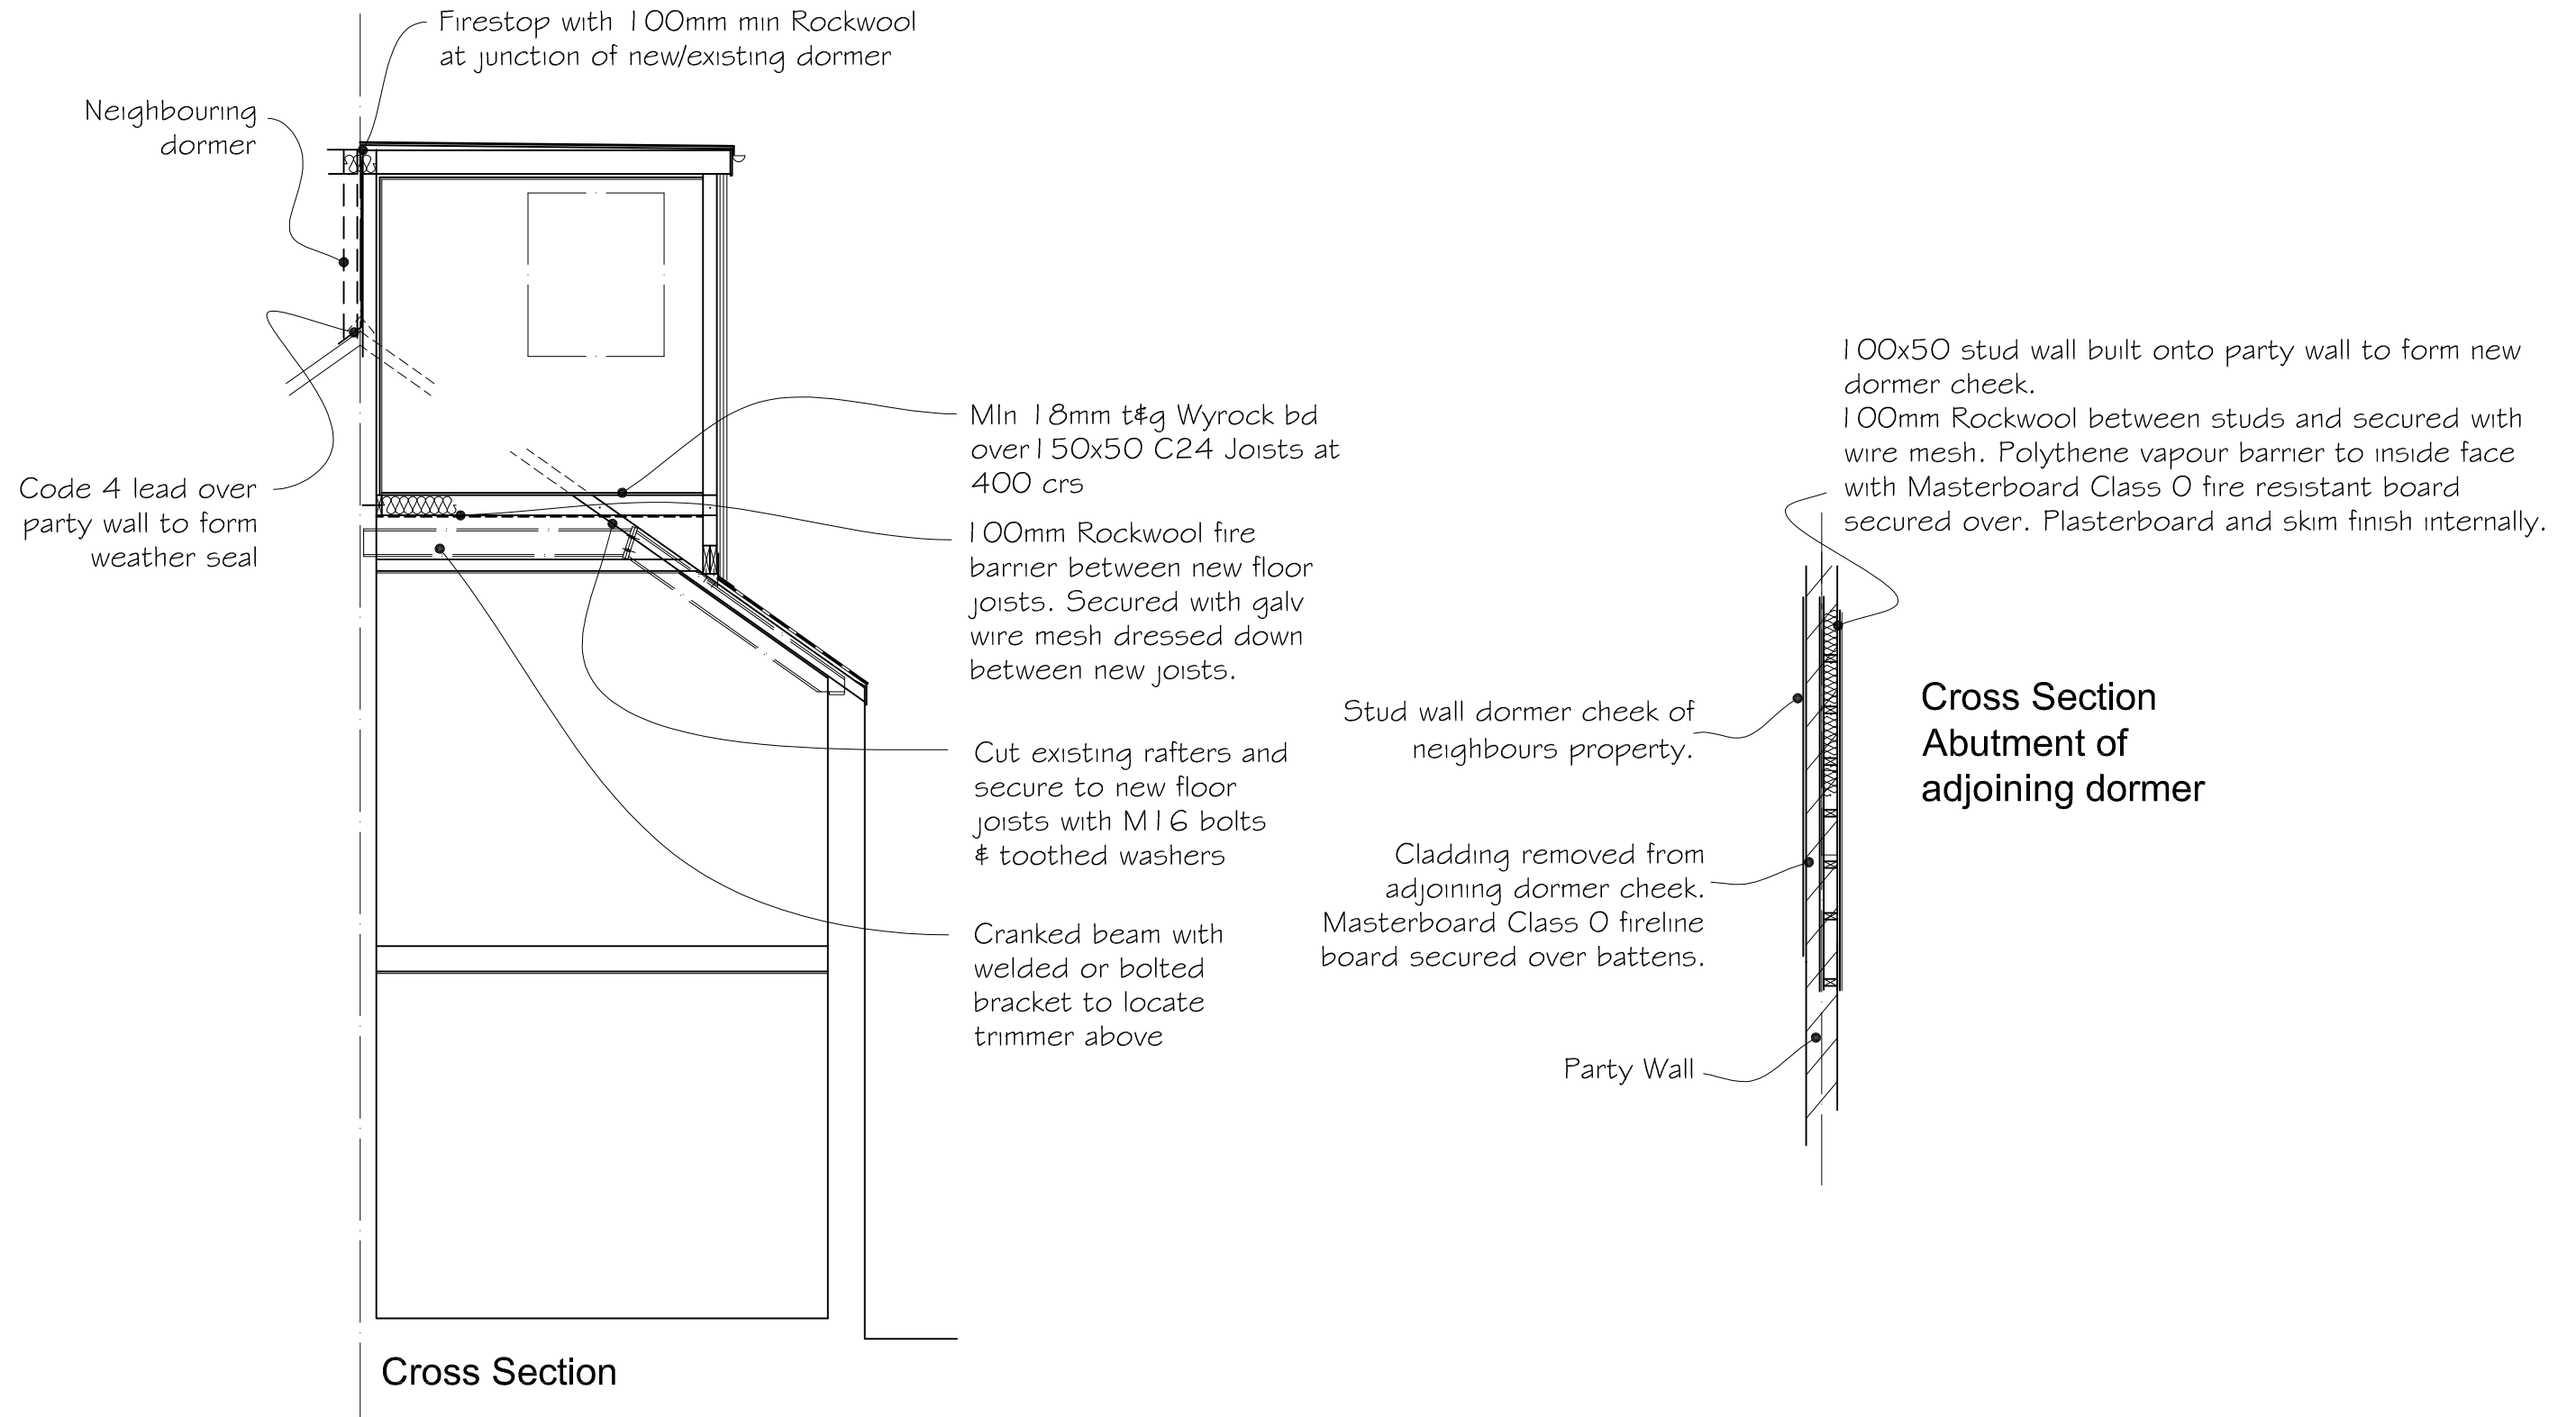 Firestop with 100mm min Rockwool
at junction of new/existing dormer
Neighbouring
dormer
Code 4 lead over
party wall to form
weather seal
MIn 18mm t&g Wyrock bd
over150x50 C24 Joists at
400 crs
100mm Rockwool fire
barrier between new floor
joists. Secured with galv
wire mesh dressed down
between new joists.
Cut existing rafters and
secure to new floor
joists with M16 bolts
& toothed washers
Cranked beam with
welded or bolted
bracket to locate
trimmer above
Cross Section
100x50 stud wall built onto party wall to form new
dormer cheek.
100mm Rockwool between studs and secured with
wire mesh. Polythene vapour barrier to inside face
with Masterboard Class O fire resistant board
secured over. Plasterboard and skim finish internally.
Stud wall dormer cheek of
neighbours property.
Cladding removed from
adjoining dormer cheek.
Masterboard Class O fireline
board secured over battens.
Party Wall
Cross Section
Abutment of
adjoining dormer